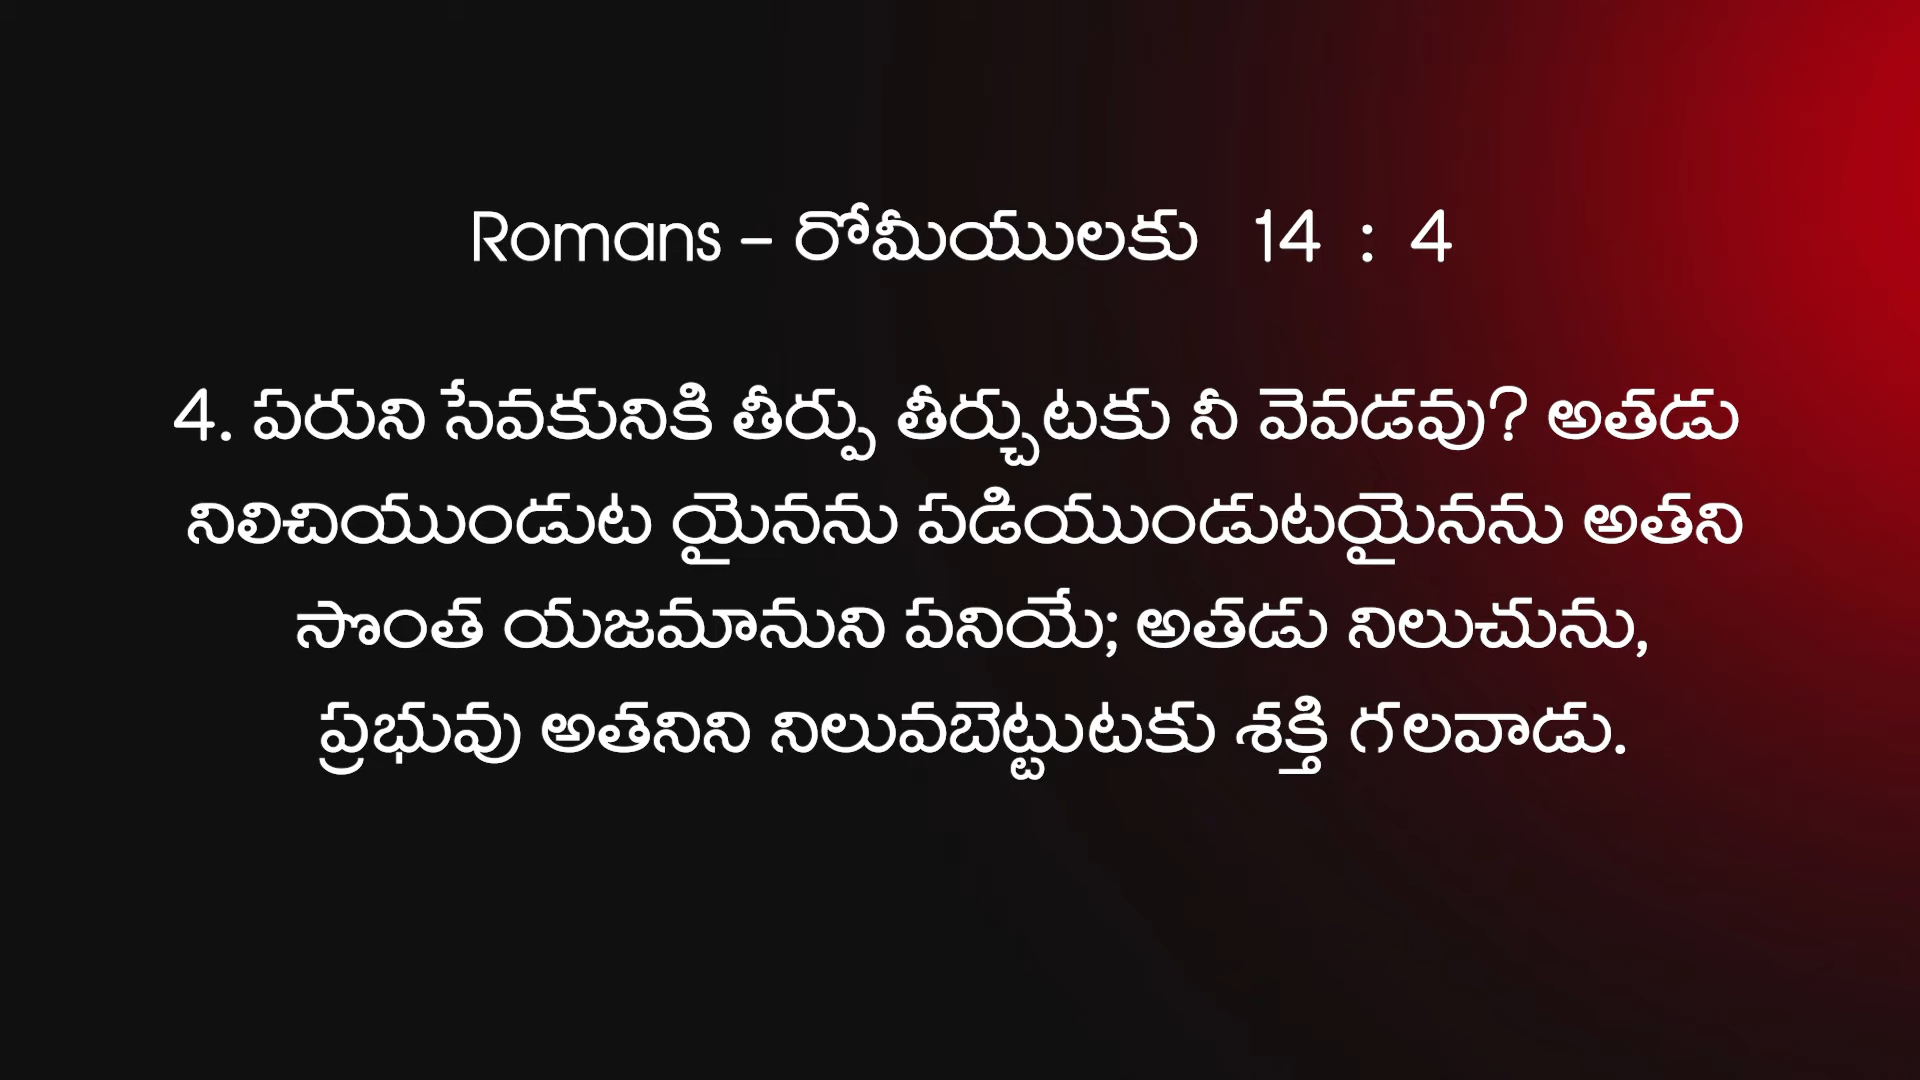 Romans – రోమీయులకు 14 : 4
4. పరుని సేవకునికి తీర్పు తీర్చుటకు నీ వెవడవు? అతడు
నిలిచియుండుట యైనను పడియుండుటయైనను అతని
సొంత యజమానుని పనియే; అతడు నిలుచును,
ప్రభువు అతనిని నిలువబెట్టుటకు శక్తి గలవాడు.